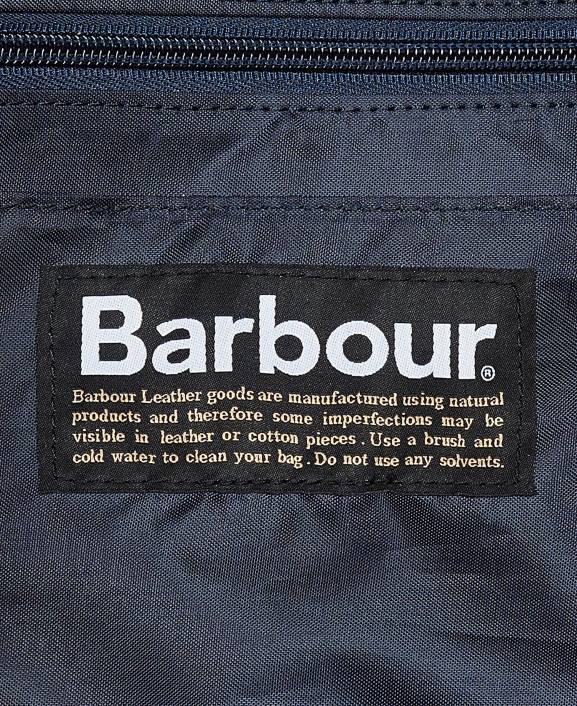 Barbour®
Barbour Leather goods are manufactured using natural
products and therefore some imperfections may be
visible in leather or cotton pieces . Use a brush and
cold water to clean your bag . Do not use any solvents.